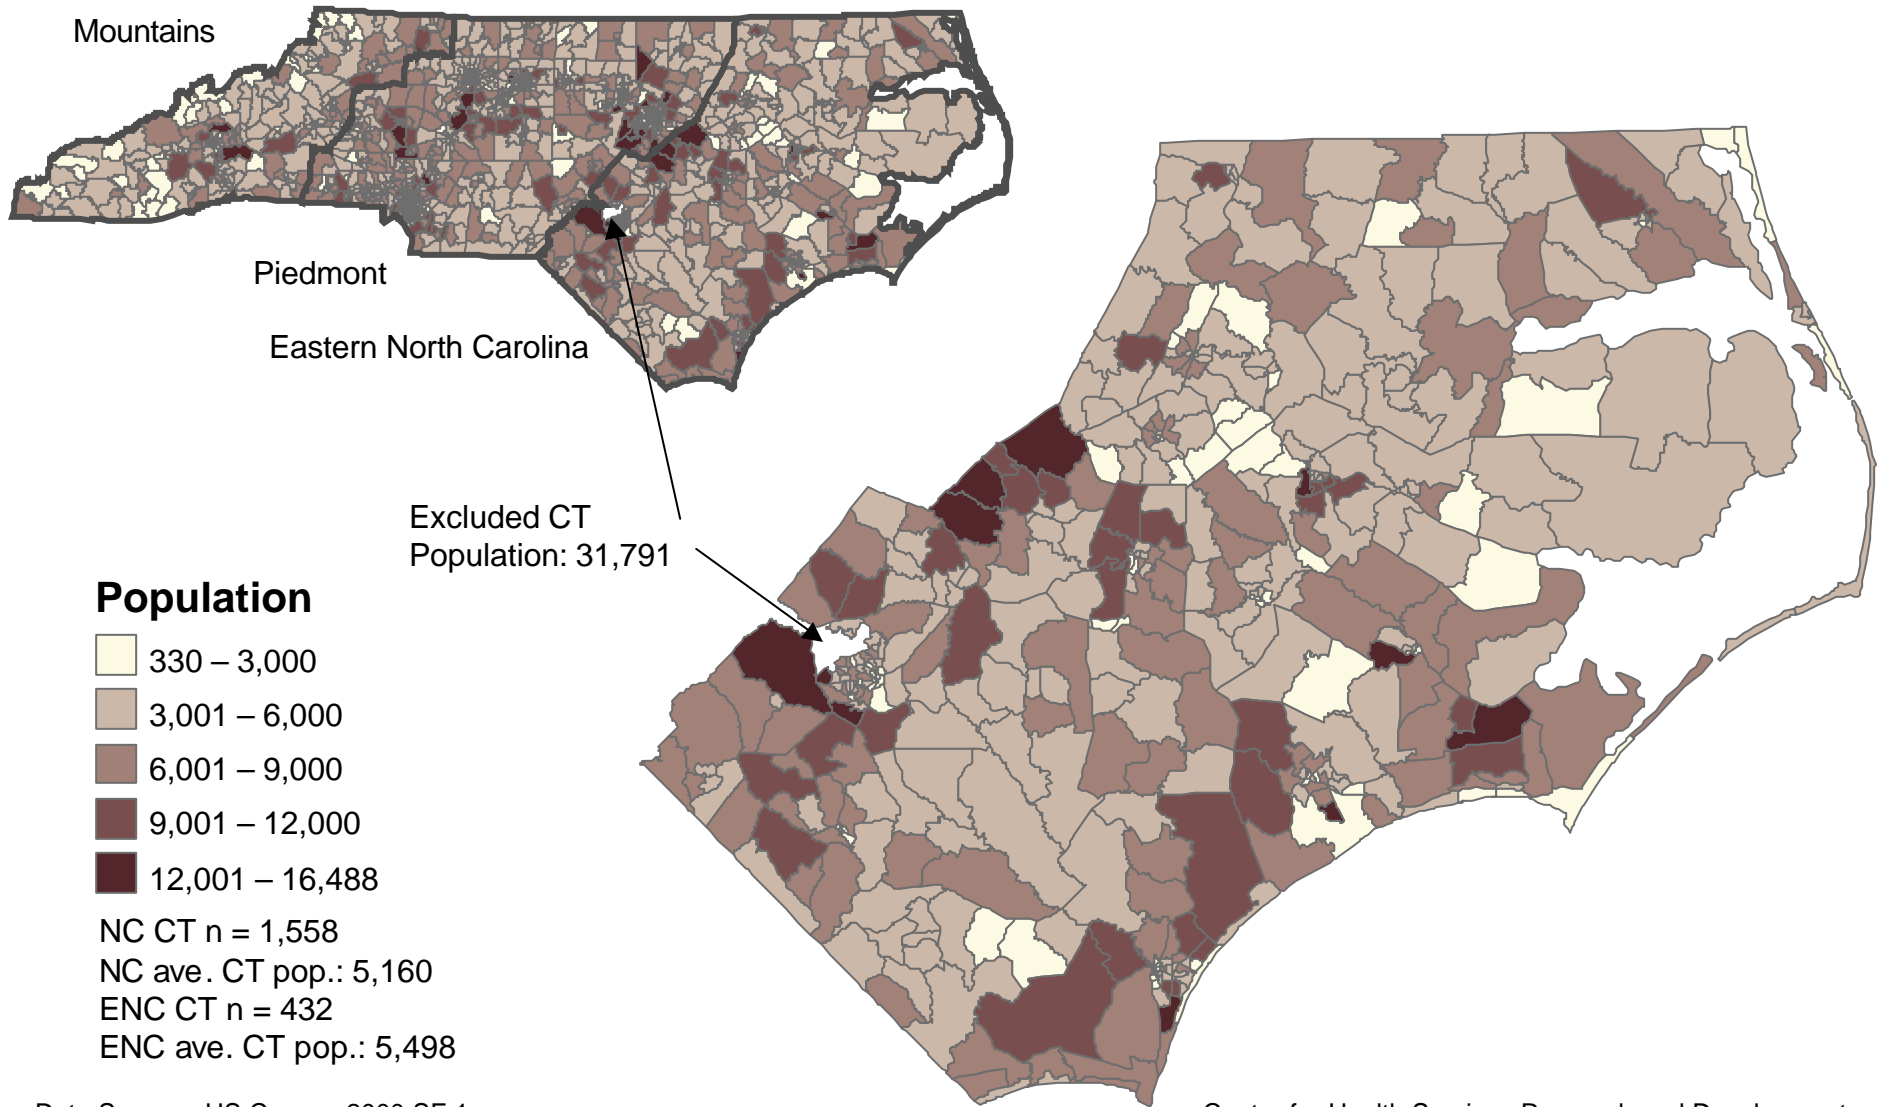 Mountains
Piedmont
Eastern North Carolina
Excluded CT
Population: 31,791
Population
330 – 3,000
3,001 – 6,000
6,001 – 9,000
9,001 – 12,000
12,001 – 16,488
NC CT n = 1,558
NC ave. CT pop.: 5,160
ENC CT n = 432
ENC ave. CT pop.: 5,498